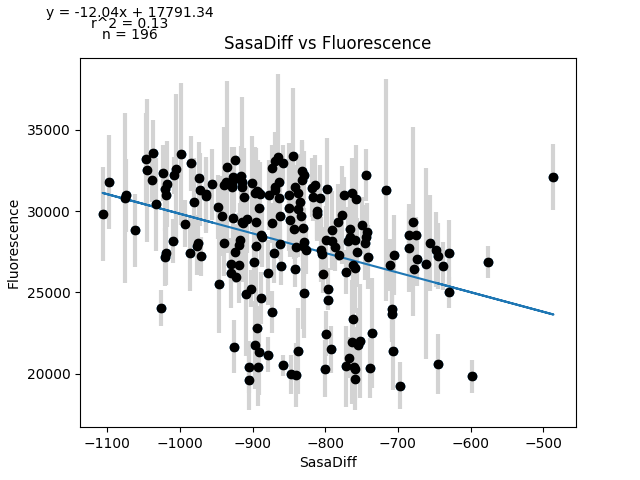 y = -12.04x + 17791.34
r^2 = 0.13
n = 196
SasaDiff vs Fluorescence
Fluorescence
35000
30000
25000
20000
−1100
−1000
−900
−800
−700
−600
−500
SasaDiff